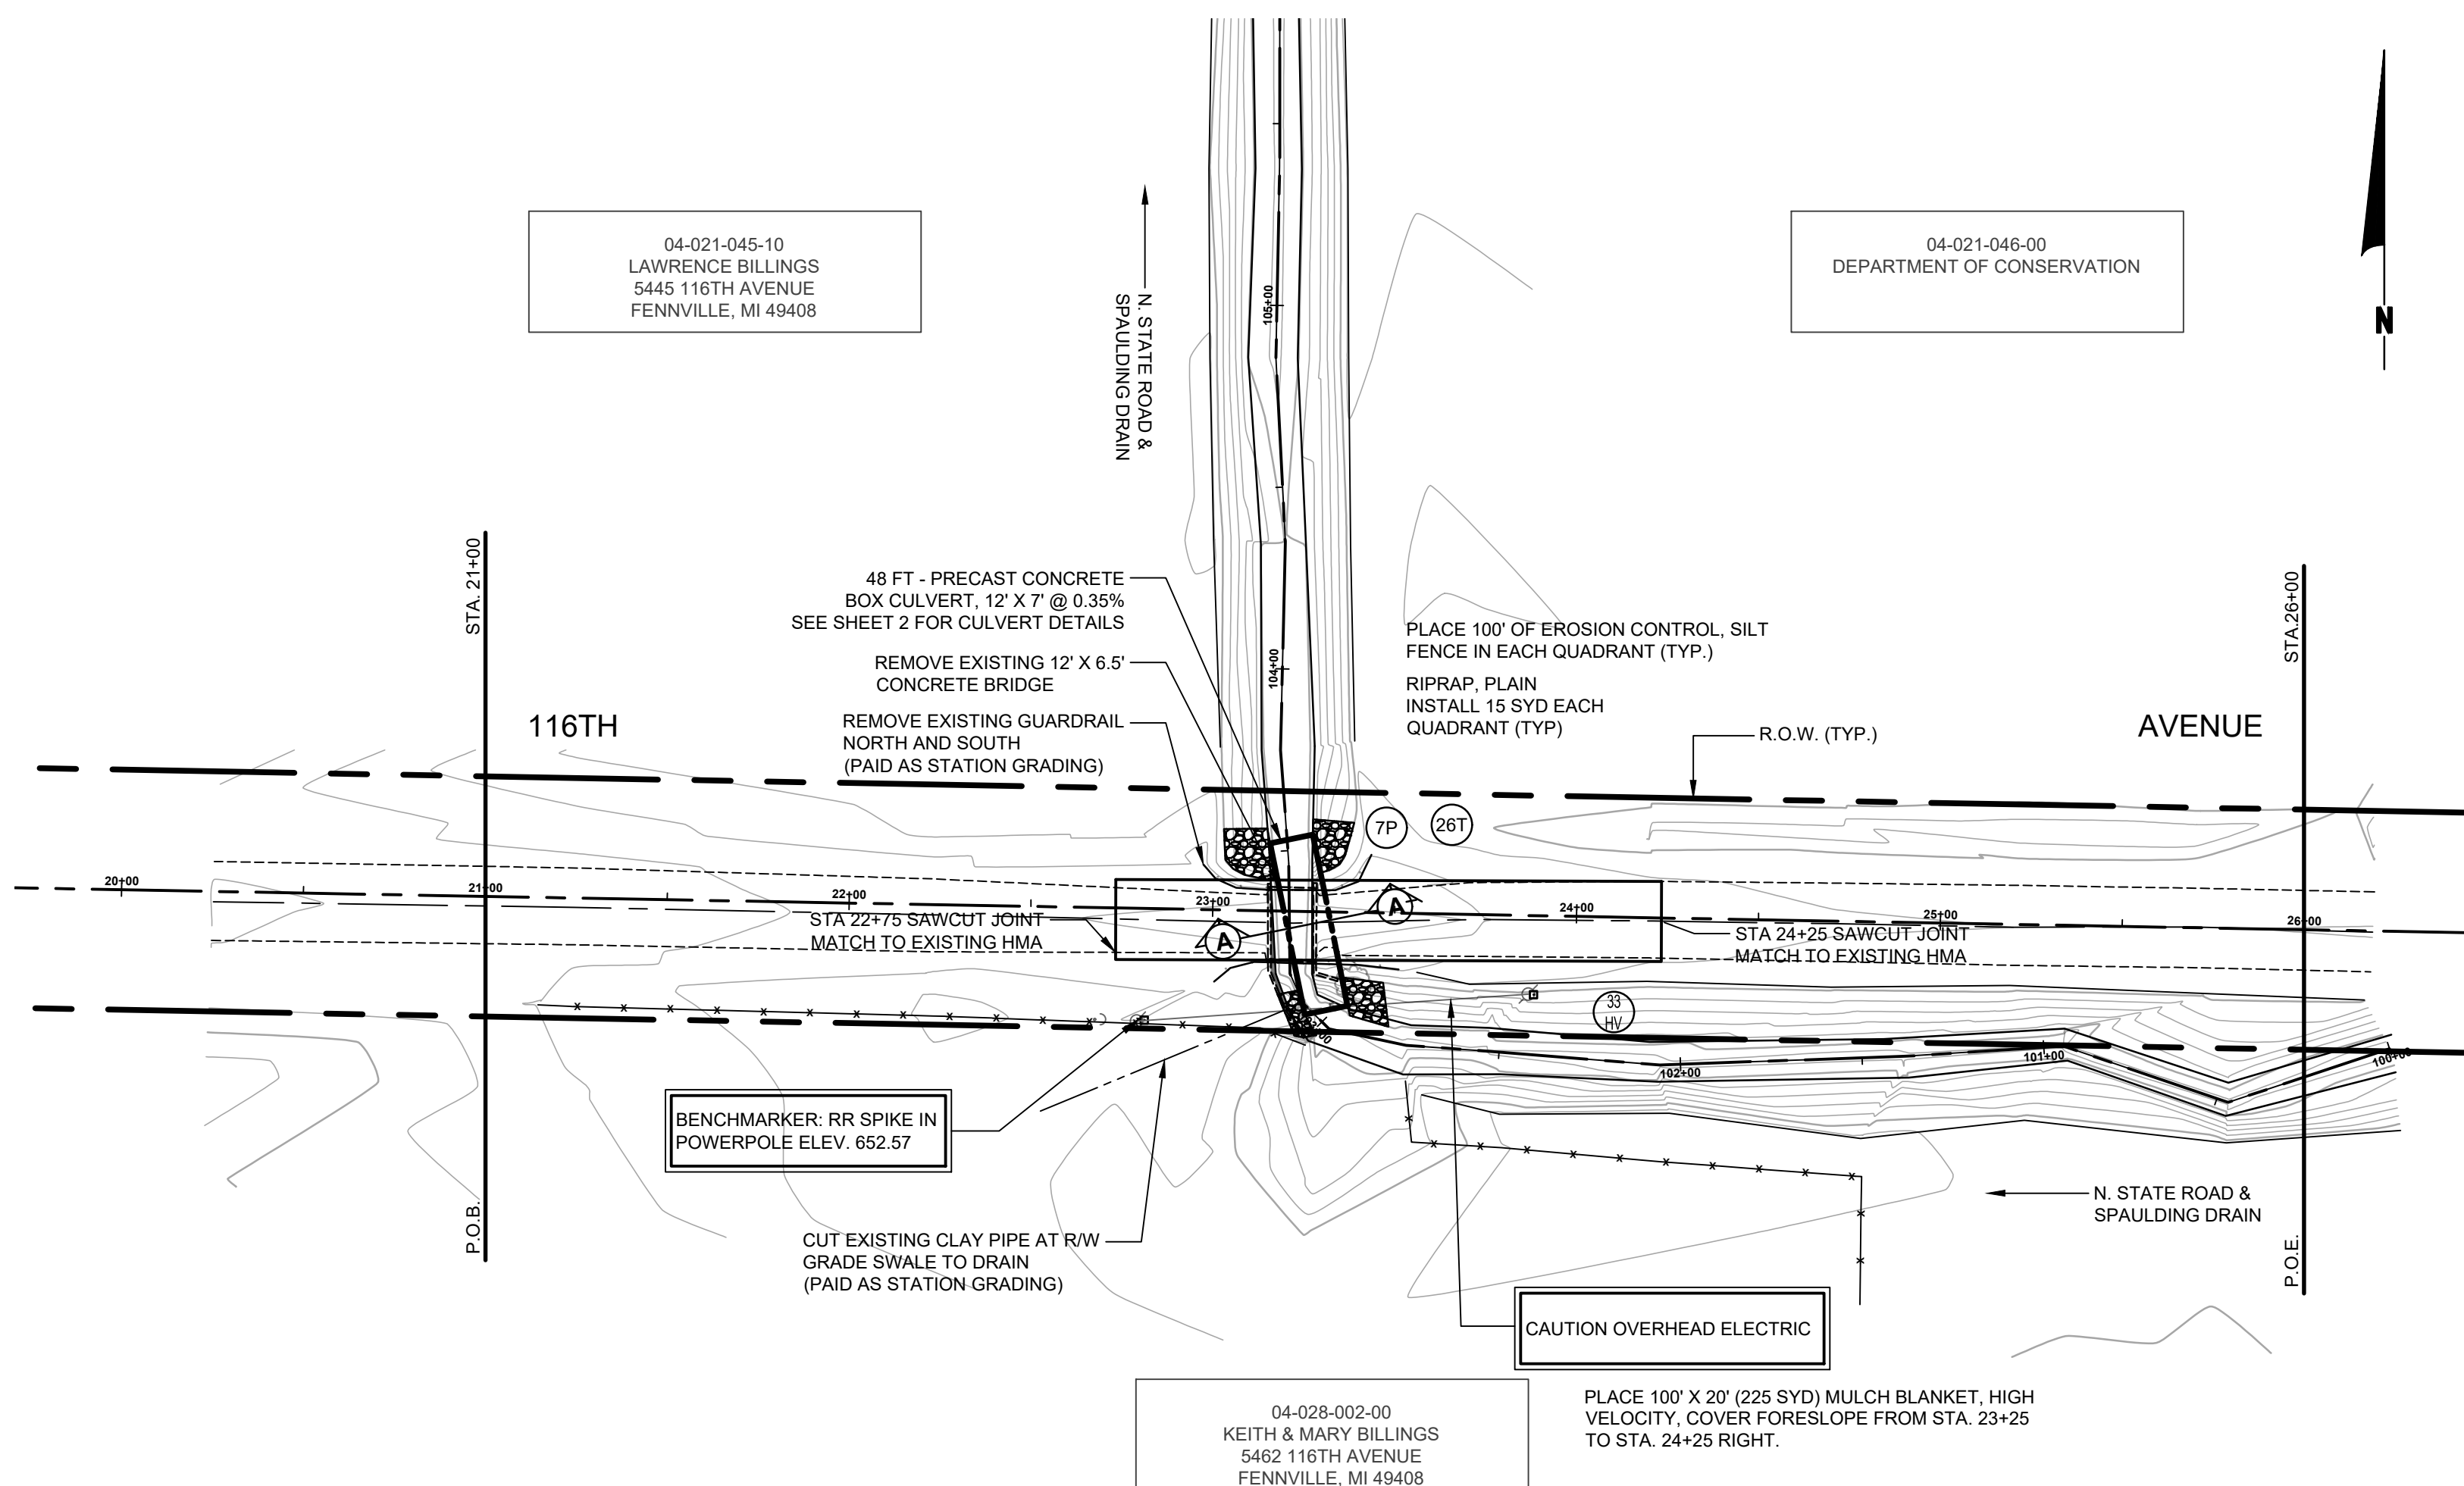 04-021-045-10
LAWRENCE BILLINGS
5445 116TH AVENUE
FENNVILLE, MI 49408
04-021-046-00
DEPARTMENT OF CONSERVATION
N
N. STATE ROAD &
SPAULDING DRAIN
105+00
104+00
STA. 21+00
STA.26+00
48 FT - PRECAST CONCRETE
BOX CULVERT, 12' X 7' @ 0.35%
SEE SHEET 2 FOR CULVERT DETAILS
REMOVE EXISTING 12' X 6.5'
CONCRETE BRIDGE
REMOVE EXISTING GUARDRAIL
NORTH AND SOUTH
(PAID AS STATION GRADING)
PLACE 100' OF EROSION CONTROL, SILT
FENCE IN EACH QUADRANT (TYP.)
RIPRAP, PLAIN
INSTALL 15 SYD EACH
QUADRANT (TYP)
R.O.W. (TYP.)
116TH
AVENUE
7P
26T
20+00
21+00
22+00
23+00
24+00
25+00
26+00
A
A
STA 22+75 SAWCUT JOINT
MATCH TO EXISTING HMA
STA 24+25 SAWCUT JOINT
MATCH TO EXISTING HMA
33
HV
102+00
101+00
100+00
BENCHMARKER: RR SPIKE IN
POWERPOLE ELEV. 652.57
P.O.B.
P.O.E.
N. STATE ROAD &
SPAULDING DRAIN
CUT EXISTING CLAY PIPE AT R/W
GRADE SWALE TO DRAIN
(PAID AS STATION GRADING)
CAUTION OVERHEAD ELECTRIC
PLACE 100' X 20' (225 SYD) MULCH BLANKET, HIGH
VELOCITY, COVER FORESLOPE FROM STA. 23+25
TO STA. 24+25 RIGHT.
04-028-002-00
KEITH & MARY BILLINGS
5462 116TH AVENUE
FENNVILLE, MI 49408